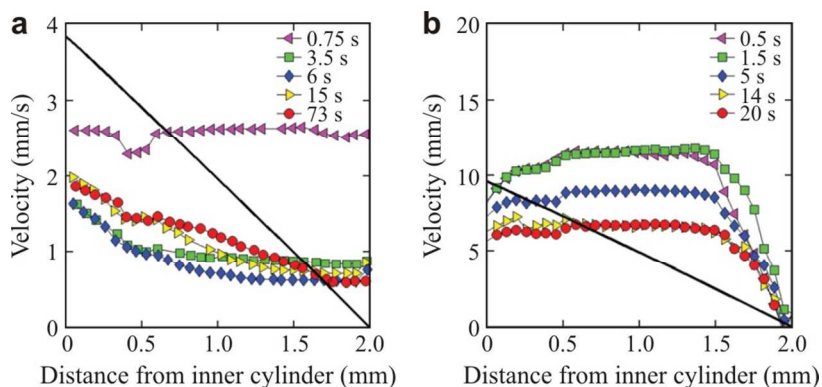 a
4
3
2
1
0
Velocity (mm/s)
0.75 s
3.5 s
6 s
15 s
73 s
0 0.5 1.0 1.5 2.0
Distance from inner cylinder (mm)
b
20
15
10
5
0
Velocity (mm/s)
0.5 s
1.5 s
5 s
14 s
20 s
0 0.5 1.0 1.5 2.0
Distance from inner cylinder (mm)